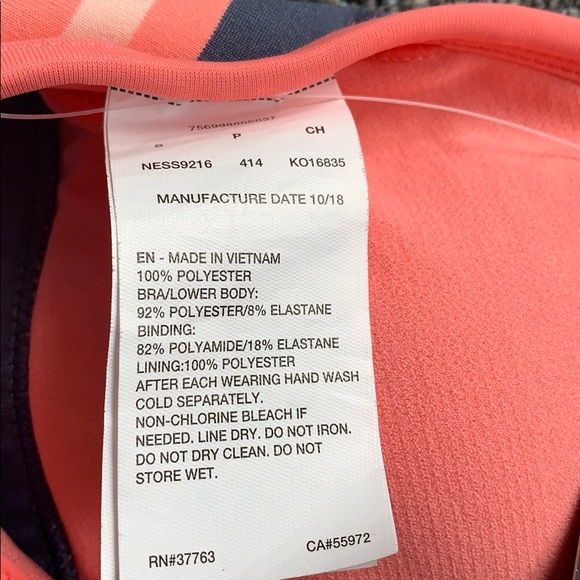 P CH
NESS9216 414 KO16835
MANUFACTURE DATE 10/18
EN - MADE IN VIETNAM
100% POLYESTER
BRA/LOWER BODY:
92% POLYESTER/8% ELASTANE
BINDING:
82% POLYAMIDE/18% ELASTANE
LINING:100% POLYESTER
AFTER EACH WEARING HAND WASH
COLD SEPARATELY.
NON-CHLORINE BLEACH IF
NEEDED. LINE DRY. DO NOT IRON.
DO NOT DRY CLEAN. DO NOT
STORE WET.
RN#37763 CA#55972